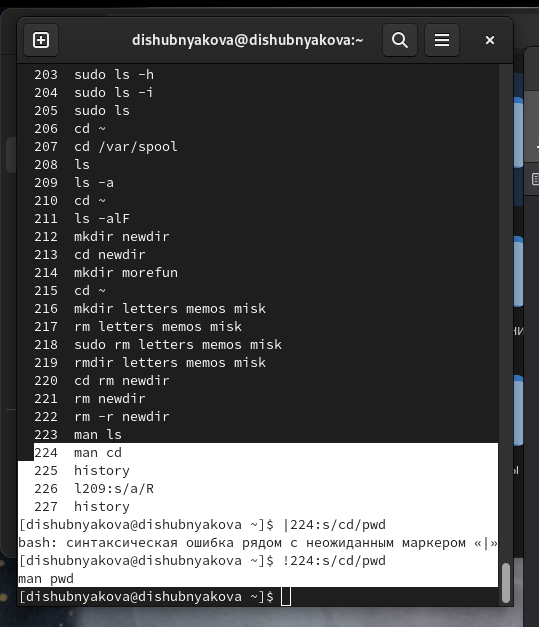 dishubnyakova@dishubnyakova:~
203 sudo ls -h
204 sudo ls -i
205 sudo ls
206 cd ~
207 cd /var/spool
208 ls
209 ls -a
210 cd ~
211 ls -alF
212 mkdir newdir
213 cd newdir
214 mkdir morefun
215 cd ~
216 mkdir letters memos misk
217 rm letters memos misk
218 sudo rm letters memos misk
219 rmdir letters memos misk
220 cd rm newdir
221 rm newdir
222 rm -r newdir
223 man ls
224 man cd
225 history
226 l209:s/a/R
227 history
[dishubnyakova@dishubnyakova ~]$ |224:s/cd/pwd
bash: синтаксическая ошибка рядом с неожиданным маркером «|»
[dishubnyakova@dishubnyakova ~]$ !224:s/cd/pwd
man pwd
[dishubnyakova@dishubnyakova ~]$